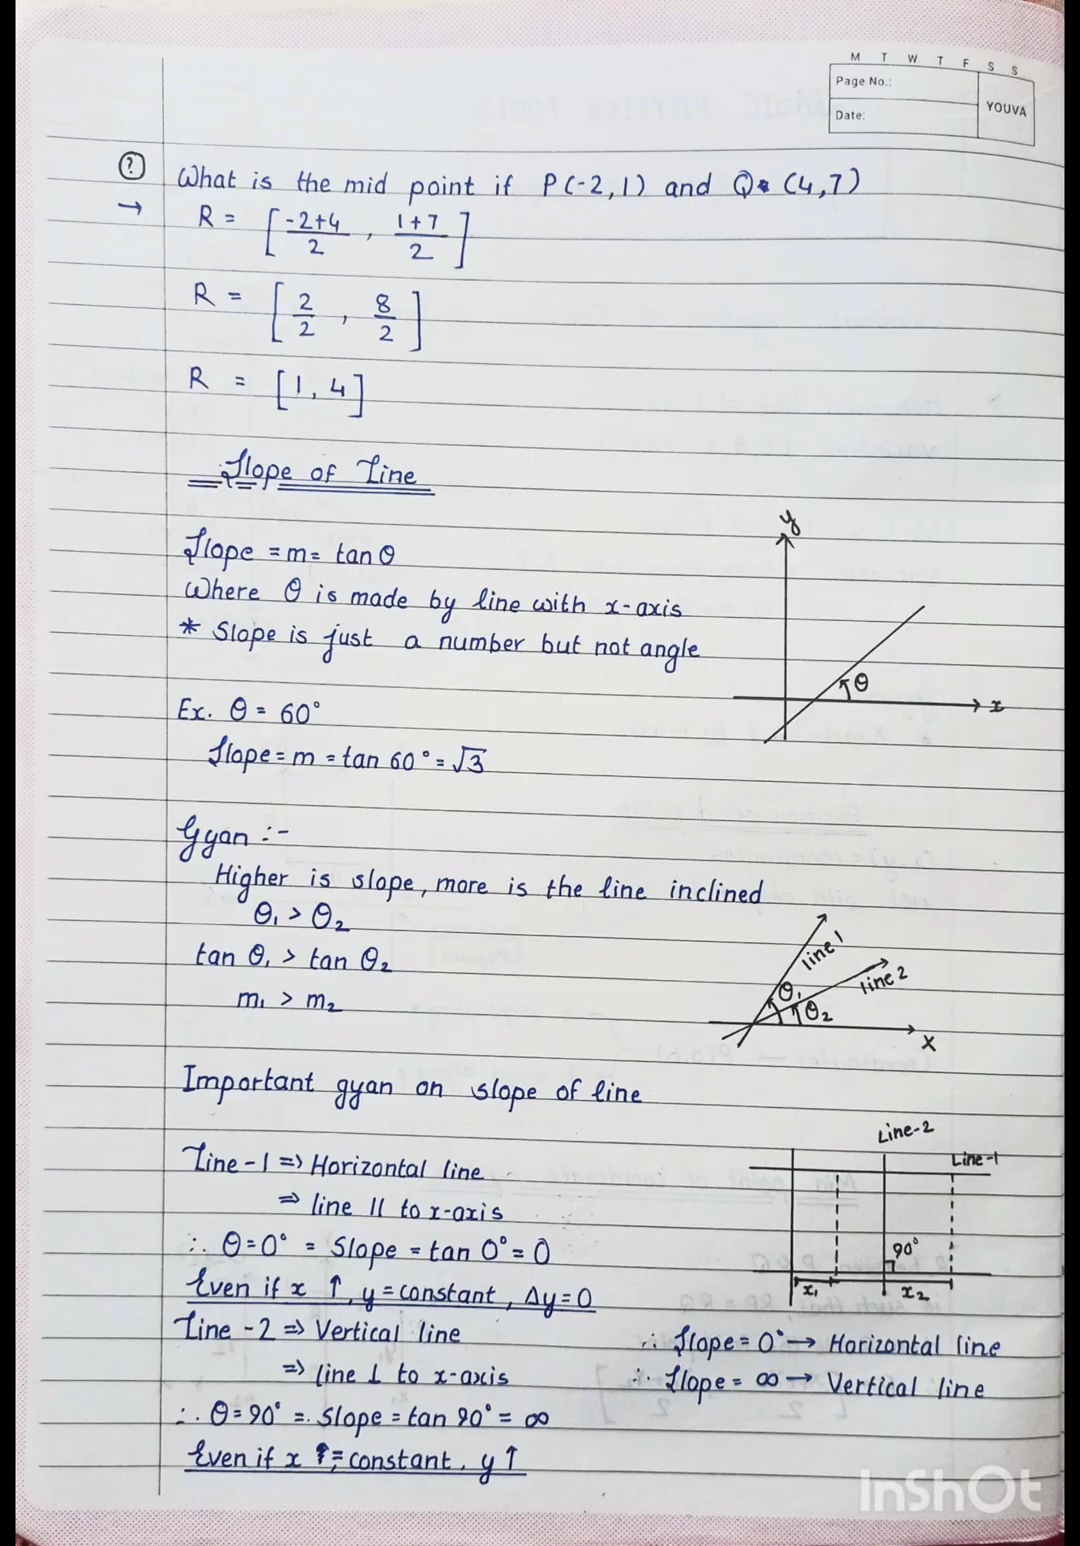 M T W T F S S
Page No.:
YOUVA
Date:
? What is the mid point if P(-2,1) and Q (4,7)
→ R = [-2+4/2 , 1+7/2]
R = [2/2 , 8/2]
R = [1, 4]
Slope of Line
Slope = m = tan θ
Where θ is made by line with x-axis
* Slope is just a number but not angle
y
θ
x
Ex. θ = 60°
Slope = m = tan 60° = √3
Gyan :-
Higher is slope, more is the line inclined
θ₁ > θ₂
tan θ₁ > tan θ₂
m₁ > m₂
line 1
line 2
θ₁
θ₂
x
Important gyan on slope of line
Line-1 => Horizontal line
=> line || to x-axis
∴ θ=0° = Slope = tan 0° = 0
Even if x ↑, y = constant, Δy=0
Line-2
Line-1
90°
x₁
x₂
Line-2 => Vertical line
=> line ⊥ to x-axis
∴ θ=90° =. Slope = tan 90° = ∞
Even if x = constant, y↑
∴ Slope = 0° → Horizontal line
∴ Slope = ∞ → Vertical line
InShOt